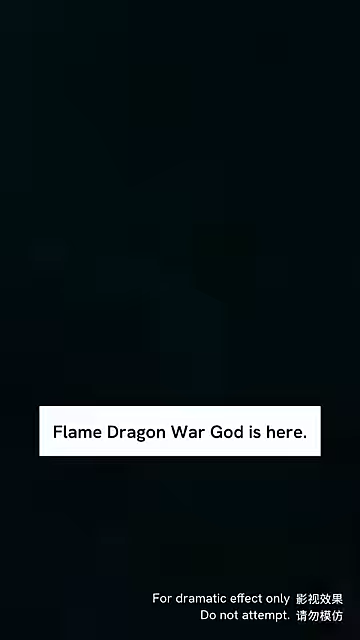 Flame Dragon War God is here.
For dramatic effect only 影视效果
Do not attempt. 请勿模仿